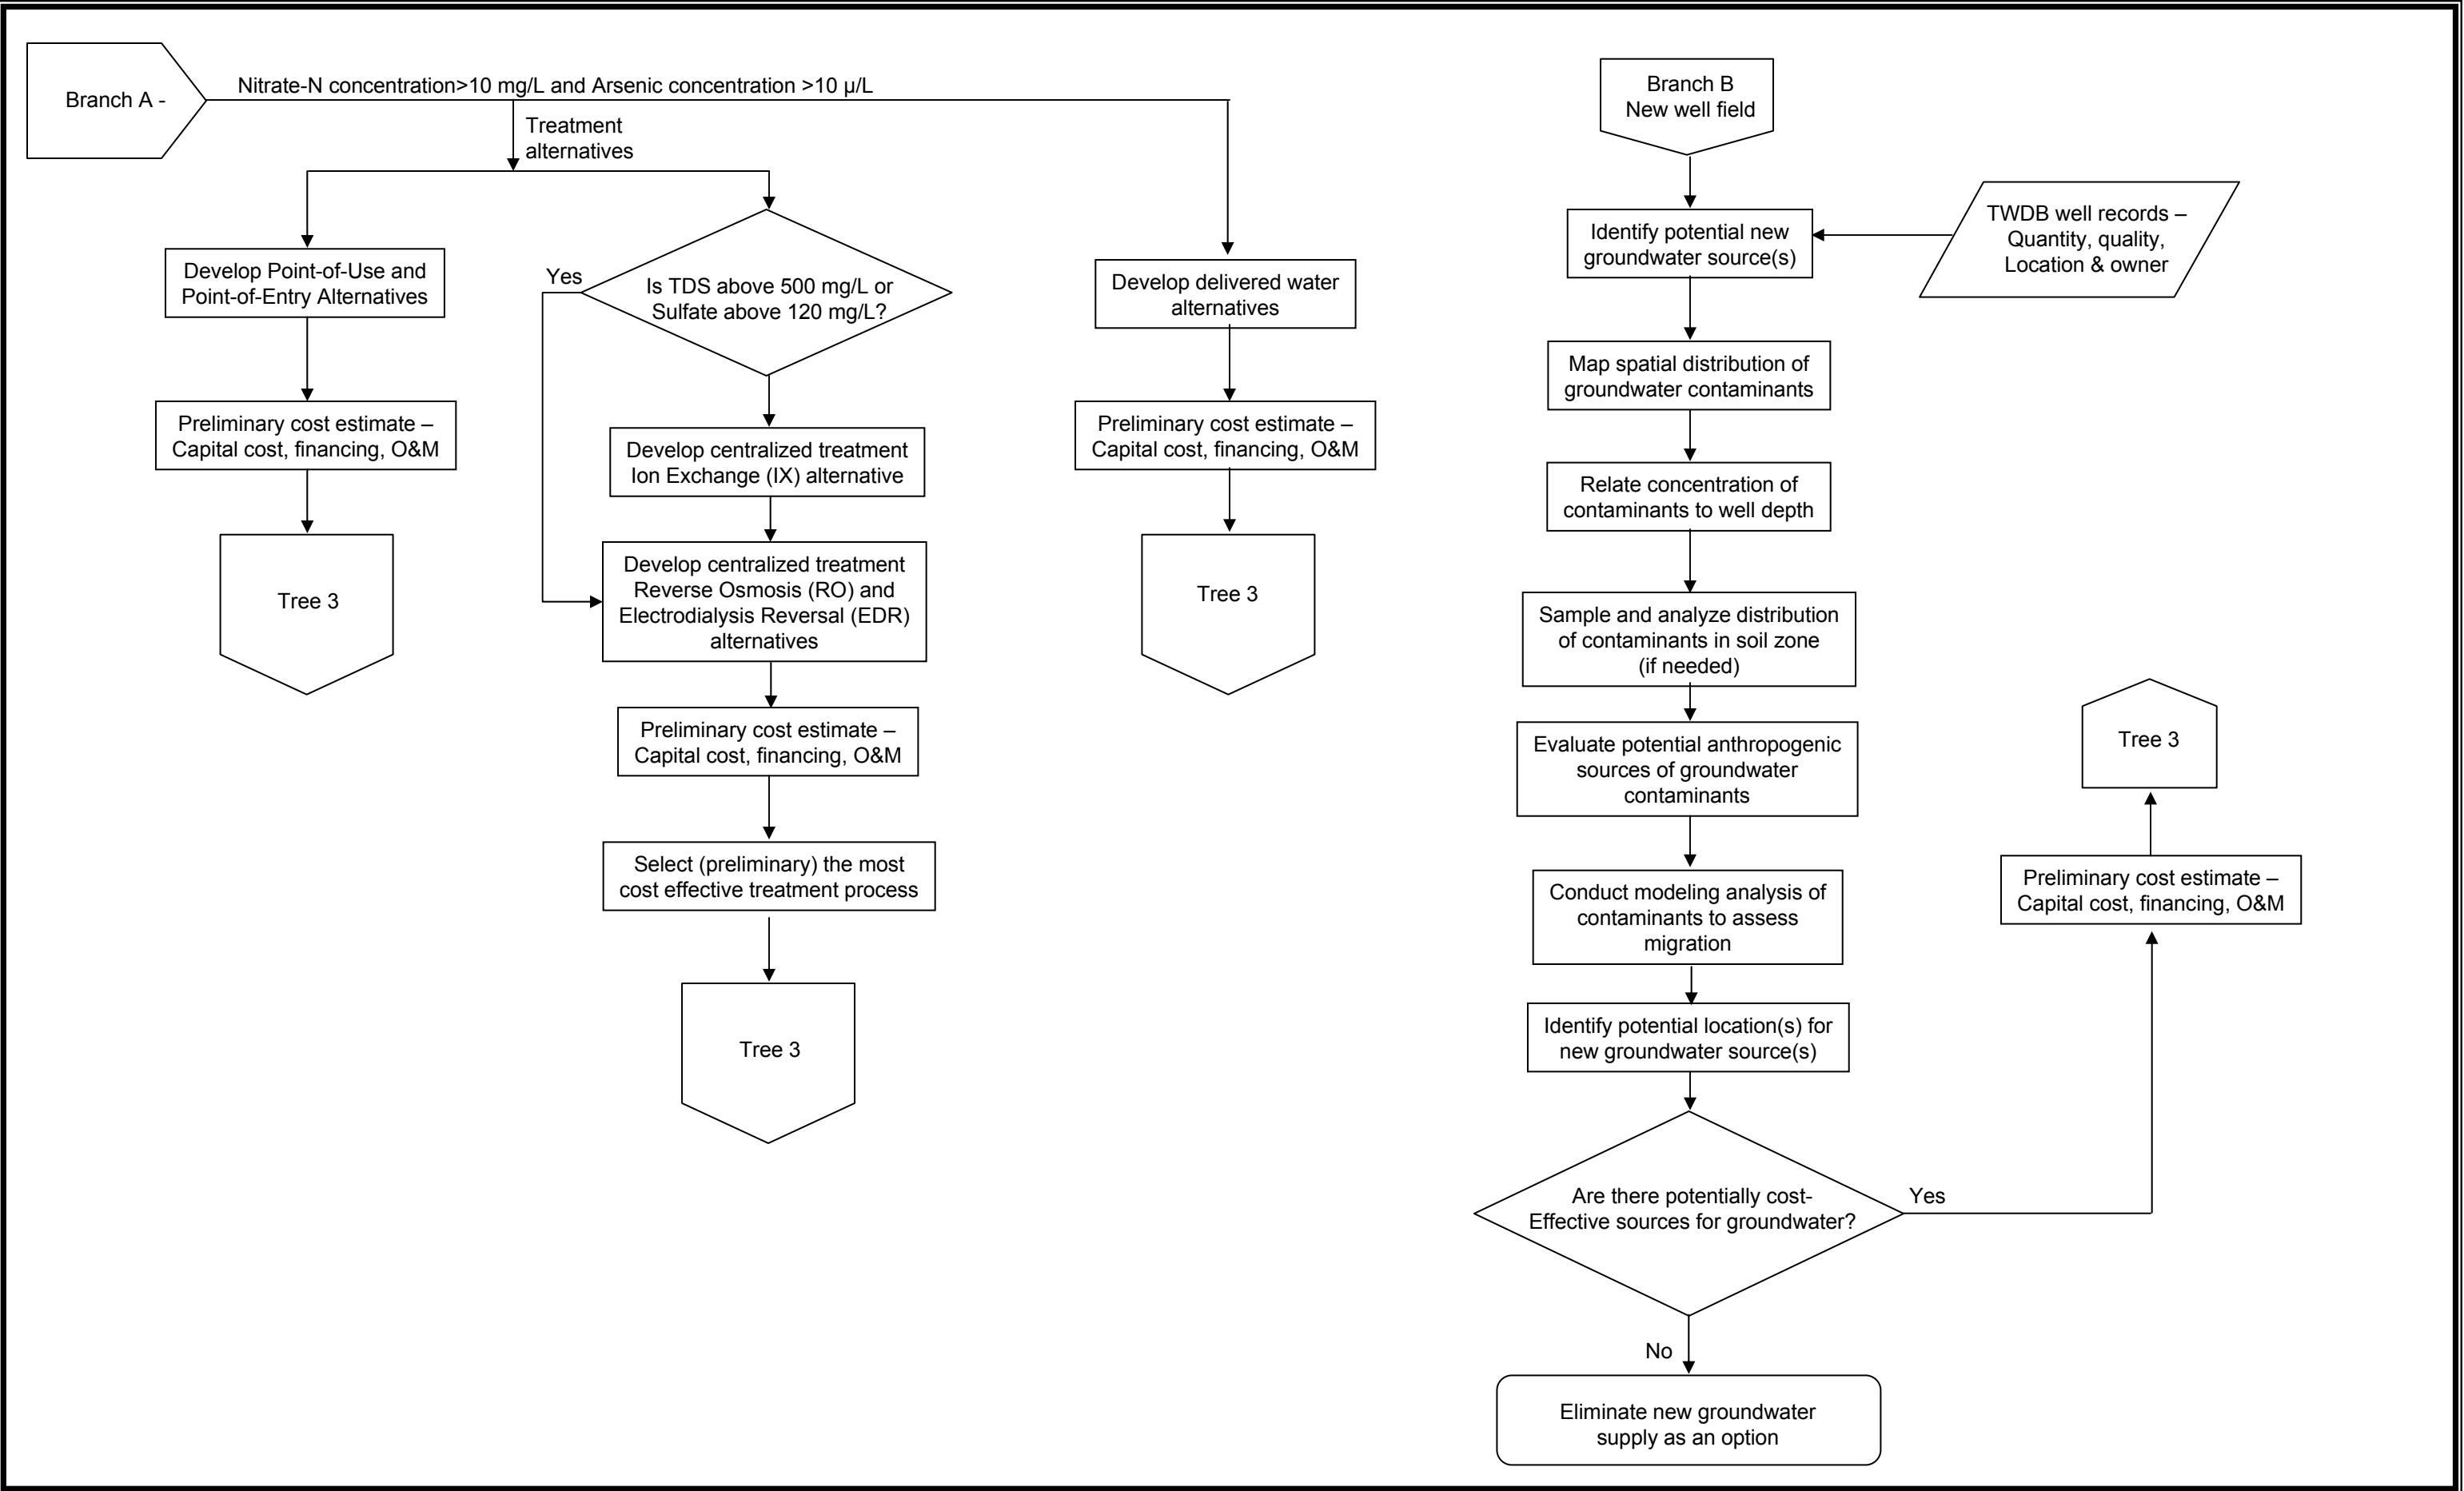 Branch A -
Nitrate-N concentration>10 mg/L and Arsenic concentration >10 µ/L
Treatment
alternatives
Develop Point-of-Use and
Point-of-Entry Alternatives
Preliminary cost estimate –
Capital cost, financing, O&M
Tree 3
Yes
Is TDS above 500 mg/L or
Sulfate above 120 mg/L?
Develop centralized treatment
Ion Exchange (IX) alternative
Develop centralized treatment
Reverse Osmosis (RO) and
Electrodialysis Reversal (EDR)
alternatives
Preliminary cost estimate –
Capital cost, financing, O&M
Select (preliminary) the most
cost effective treatment process
Tree 3
Develop delivered water
alternatives
Preliminary cost estimate –
Capital cost, financing, O&M
Tree 3
Branch B
New well field
TWDB well records –
Quantity, quality,
Location & owner
Identify potential new
groundwater source(s)
Map spatial distribution of
groundwater contaminants
Relate concentration of
contaminants to well depth
Sample and analyze distribution
of contaminants in soil zone
(if needed)
Evaluate potential anthropogenic
sources of groundwater
contaminants
Conduct modeling analysis of
contaminants to assess
migration
Identify potential location(s) for
new groundwater source(s)
Are there potentially cost-
Effective sources for groundwater?
Yes
Preliminary cost estimate –
Capital cost, financing, O&M
Tree 3
No
Eliminate new groundwater
supply as an option